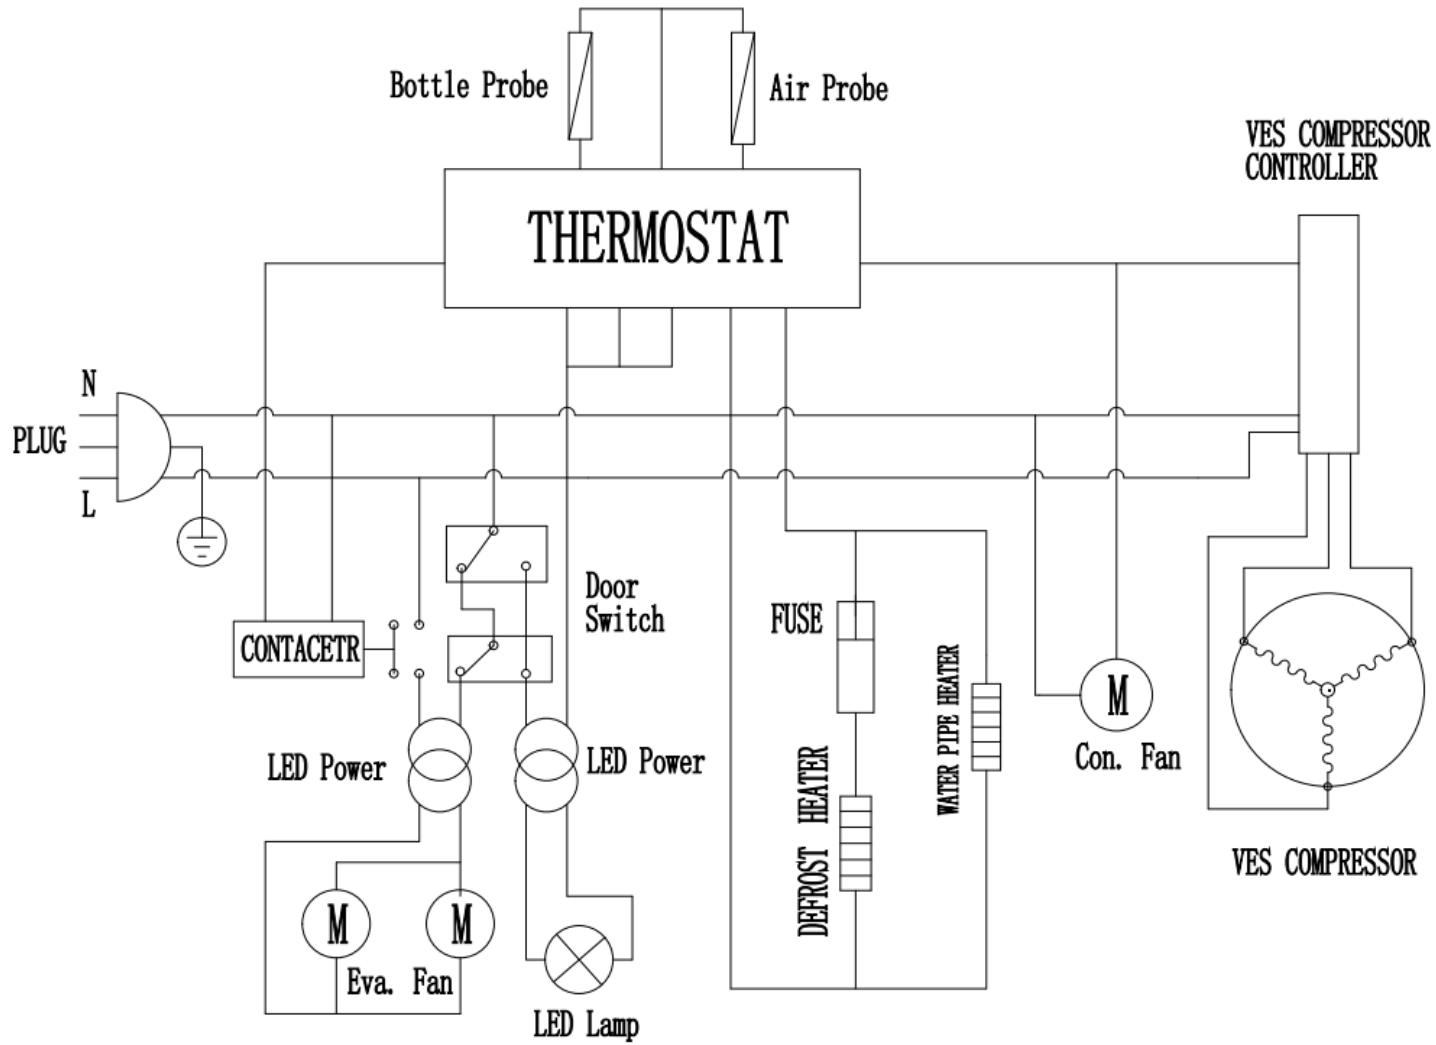 Bottle Probe
Air Probe
VES COMPRESSOR
CONTROLLER
THERMOSTAT
N
PLUG
L
Door
Switch
FUSE
CONTACETR
WATER PIPE HEATER
M
Con. Fan
LED Power
LED Power
DEFROST HEATER
VES COMPRESSOR
M
M
Eva. Fan
LED Lamp